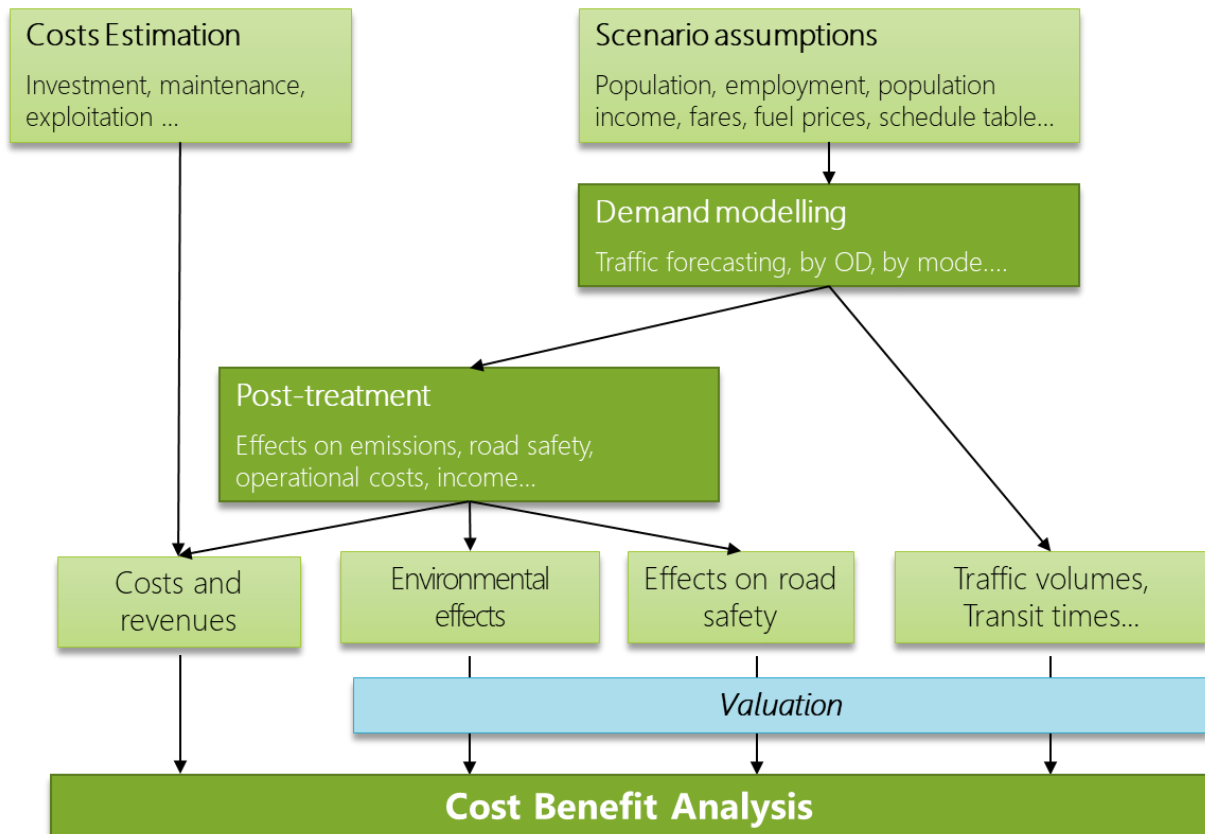 Costs Estimation
Investment, maintenance,
exploitation ...
Scenario assumptions
Population, employment, population
income, fares, fuel prices, schedule table...
Demand modelling
Traffic forecasting, by OD, by mode....
Post-treatment
Effects on emissions, road safety,
operational costs, income...
Costs and
revenues
Environmental
effects
Effects on road
safety
Traffic volumes,
Transit times...
Valuation
Cost Benefit Analysis